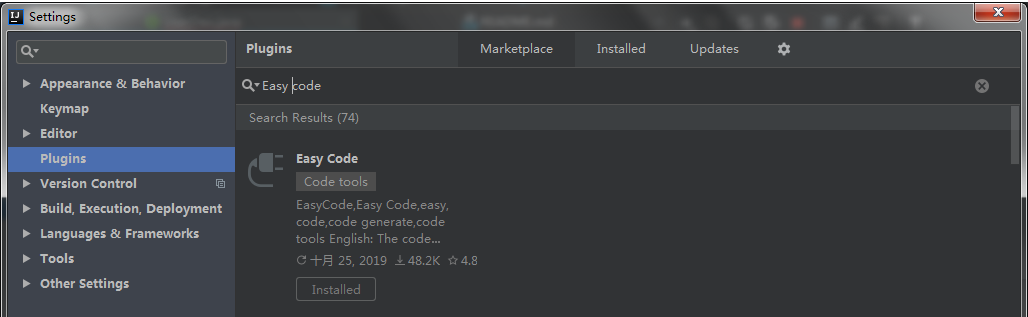 IJ Settings
Plugins Marketplace Installed Updates
Easy code
Appearance & Behavior
Keymap
Editor
Plugins
Version Control
Build, Execution, Deployment
Languages & Frameworks
Tools
Other Settings
Search Results (74)
Easy Code
Code tools
EasyCode,Easy Code,easy,
code,code generate,code
tools English: The code...
十月 25, 2019 48.2K 4.8
Installed